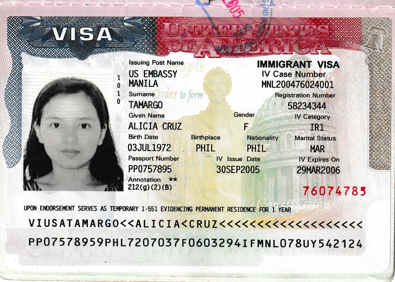 VISA
UNITED STATES OF AMERICA
Issuing Post Name
US EMBASSY
MANILA
IMMIGRANT VISA
IV Case Number
MNL200476024001
Surname
TAMARGO
Registration Number
58234344
Given Name
ALICIA CRUZ
Gender
F
IV Category
IR1
Birth Date
03JUL1972
Birthplace
PHIL
Nationality
PHIL
Marital Status
MAR
Passport Number
PP0757895
IV Issue Date
30SEP2005
IV Expires On
29MAR2006
Annotation **
212(g)(2)(B)
76074785
1010
UPON ENDORSEMENT SERVES AS TEMPORARY I-551 EVIDENCING PERMANENT RESIDENCE FOR 1 YEAR
VIUSATAMARGO<<ALICIA<CRUZ<<<<<<<<<<<<<<<<<<<
PP07578959PHL7207037F0603294IFMNL078UY542124